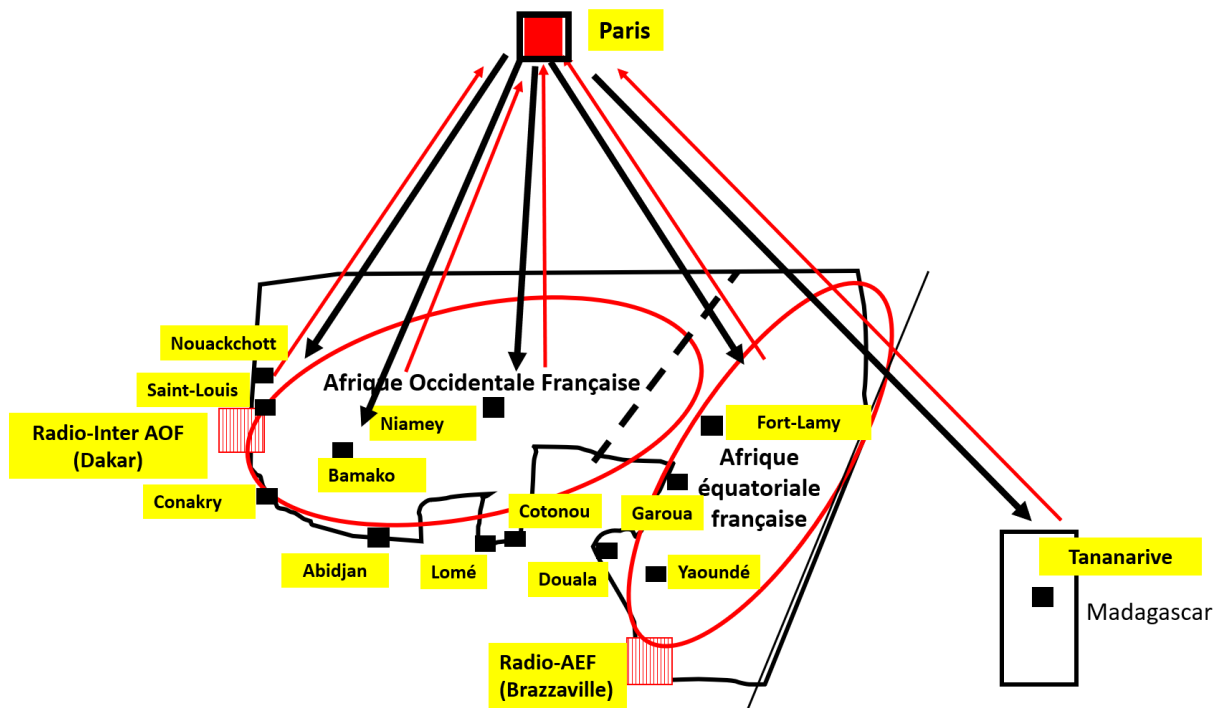 Paris
Nouackchott
Saint-Louis
Afrique Occidentale Française
Radio-Inter AOF
(Dakar)
Niamey
Fort-Lamy
Bamako
Afrique
équatoriale
française
Conakry
Cotonou
Garoua
Abidjan
Lomé
Douala
Yaoundé
Tananarive
Madagascar
Radio-AEF
(Brazzaville)